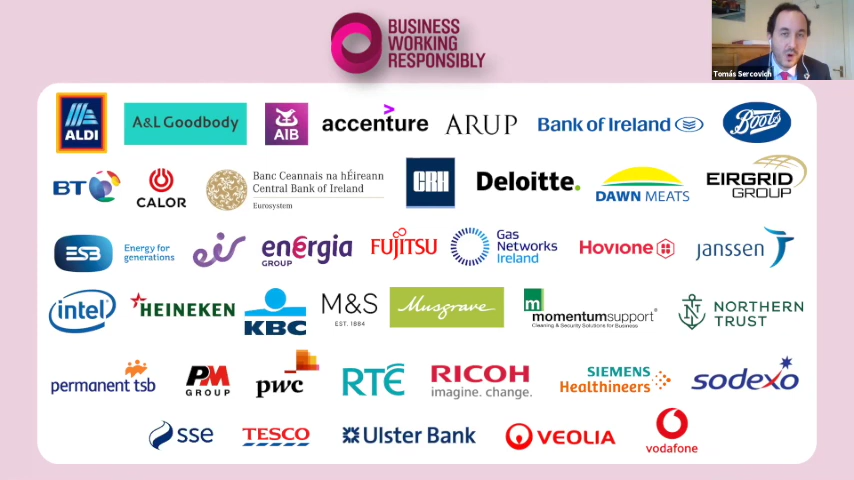 BUSINESS
WORKING
RESPONSIBLY
Tomás Sercovich
ALDI
A&L Goodbody
AIB
accenture
ARUP
Bank of Ireland
Boots
BT
CALOR
Banc Ceannais na hÉireann
Central Bank of Ireland
Eurosystem
CRH
Deloitte.
DAWN MEATS
EIRGRID
GROUP
ESB
Energy for
generations
eir
energia
GROUP
FUJITSU
Gas
Networks
Ireland
Hovione
janssen
intel
HEINEKEN
KBC
M&S
EST. 1884
Musgrave
m
momentumsupport
Cleaning & Security Solutions for Business
NORTHERN
TRUST
permanent tsb
PM
GROUP
pwc
RTÉ
RICOH
imagine. change.
SIEMENS
Healthineers
sodexo
sse
TESCO
Ulster Bank
VEOLIA
vodafone